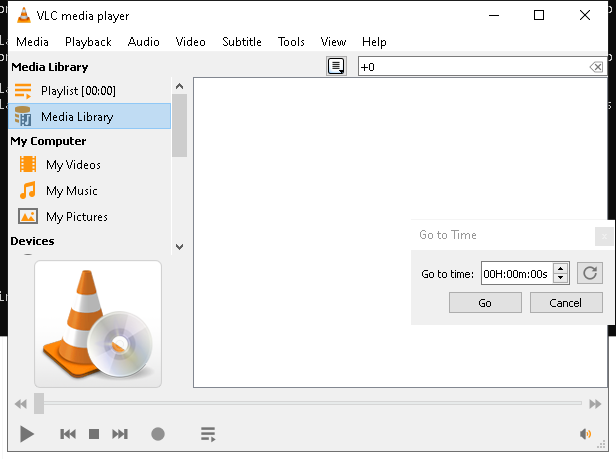 VLC media player
Media Playback Audio Video Subtitle Tools View Help
Media Library
+0
Playlist [00:00]
Media Library
My Computer
My Videos
My Music
My Pictures
Devices
Go to Time
Go to time: 00H:00m:00s
Go Cancel